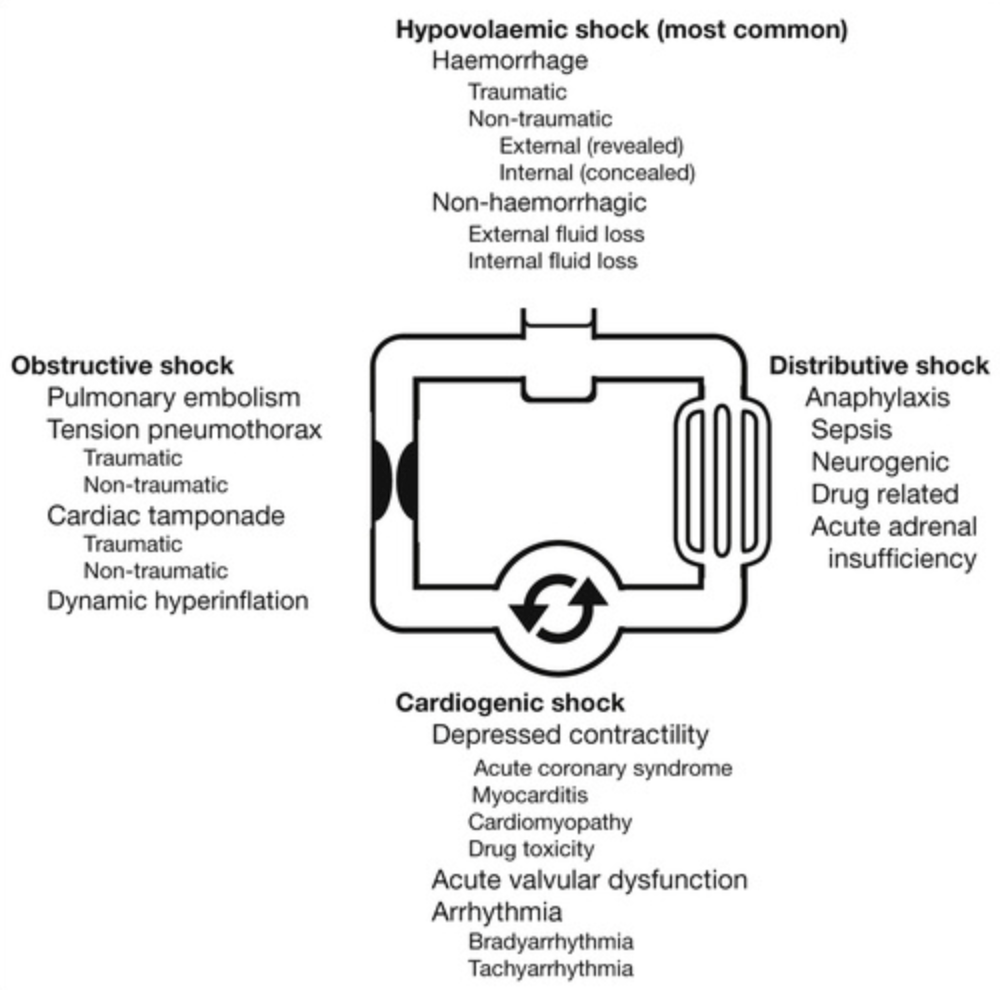 Hypovolaemic shock (most common)
Haemorrhage
Traumatic
Non-traumatic
External (revealed)
Internal (concealed)
Non-haemorrhagic
External fluid loss
Internal fluid loss
Obstructive shock
Pulmonary embolism
Tension pneumothorax
Traumatic
Non-traumatic
Cardiac tamponade
Traumatic
Non-traumatic
Dynamic hyperinflation
Distributive shock
Anaphylaxis
Sepsis
Neurogenic
Drug related
Acute adrenal
insufficiency
Cardiogenic shock
Depressed contractility
Acute coronary syndrome
Myocarditis
Cardiomyopathy
Drug toxicity
Acute valvular dysfunction
Arrhythmia
Bradyarrhythmia
Tachyarrhythmia